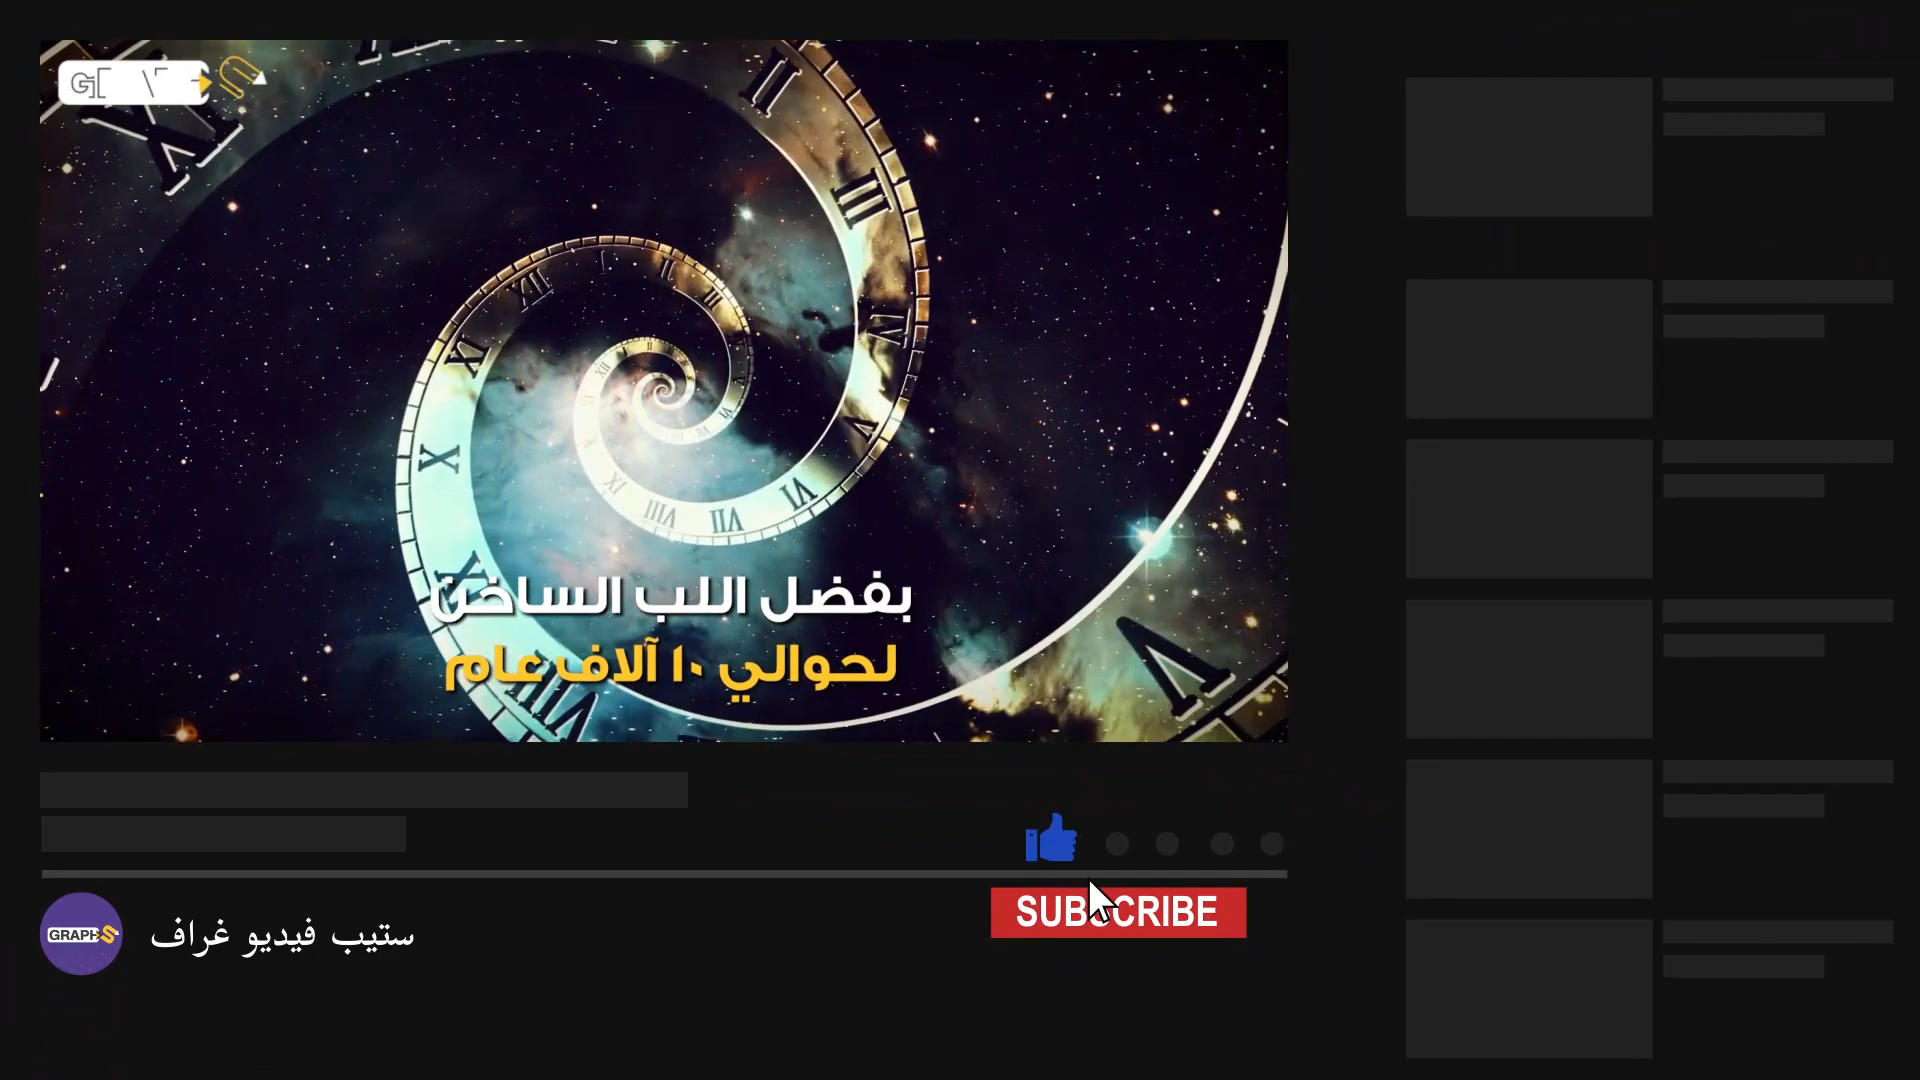 بفضل اللب الساخن
لحوالي ١٠ آلاف عام
SUBSCRIBE
GRAPH
ستيب فيديو غراف